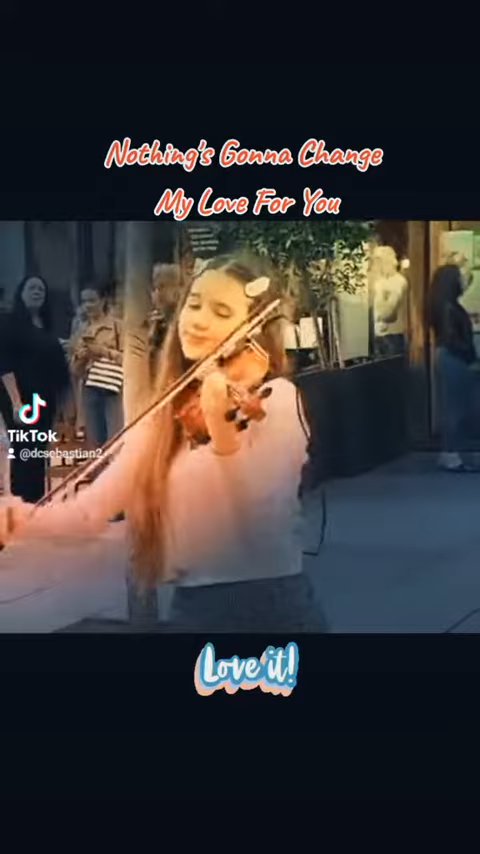 Nothing's Gonna Change
My Love For You
TikTok
@dcsebastian2
Love it!